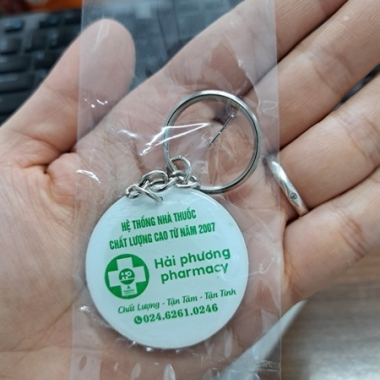 HỆ THỐNG NHÀ THUỐC
CHẤT LƯỢNG CAO TỪ NĂM 2007
Hải phương
pharmacy
Chất Lượng - Tận Tâm - Tận Tình
024.6261.0246